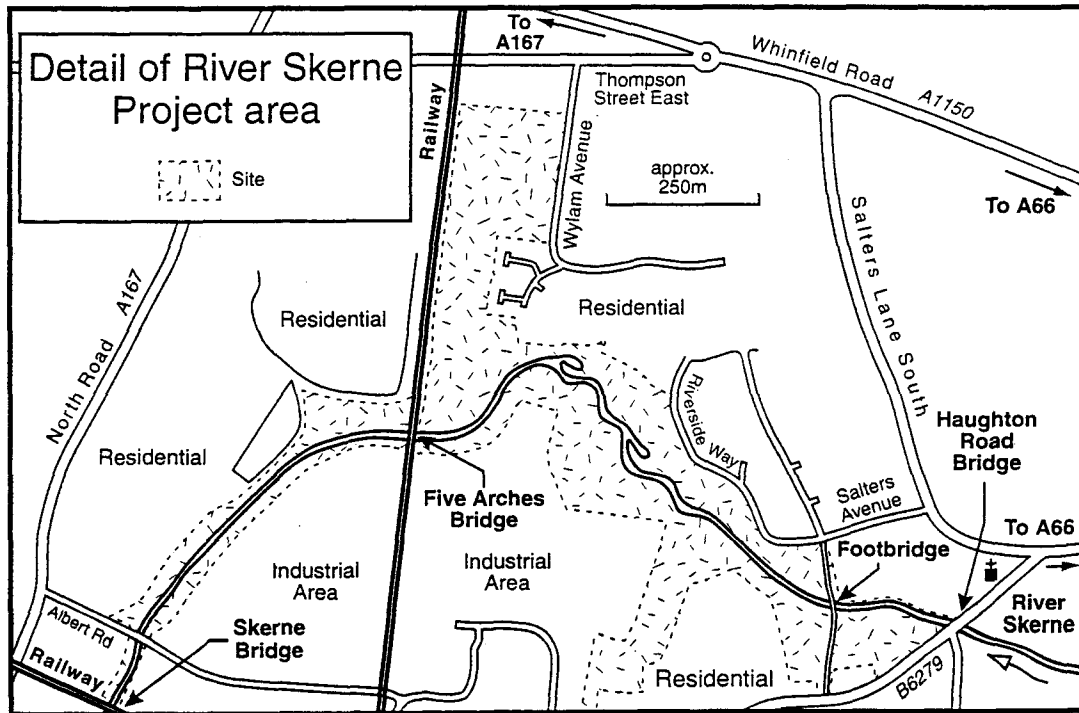 Detail of River Skerne
Project area
Site
To
A167
Whinfield Road
A1150
To A66
Thompson
Street East
Railway
Wylam Avenue
approx.
250m
Salters Lane South
North Road
A167
Residential
Residential
Riverside Way
Haughton
Road
Bridge
Residential
Five Arches
Bridge
Salters
Avenue
To A66
Footbridge
Industrial
Area
Industrial
Area
River
Skerne
Albert Rd
Skerne
Bridge
Railway
Residential
B6279